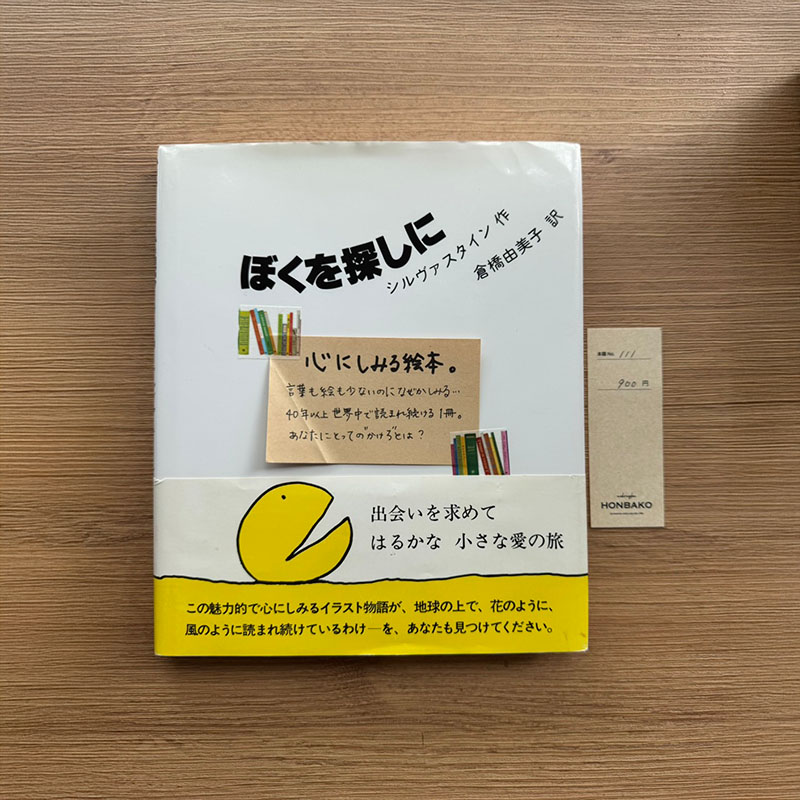 ぼくを探しに
シルヴァスタイン 作
倉橋由美子 訳
心にしみる絵本。
言葉も絵も少ないのになぜかしみる…
40年以上世界中で読まれ続ける1冊。
あなたにとっての"かけら"とは?
出会いを求めて
はるかな 小さな愛の旅
この魅力的で心にしみるイラスト物語が、地球の上で、花のように、
風のように読まれ続けているわけ──を、あなたも見つけてください。
本籍No. 111
900 円
HONBAKO